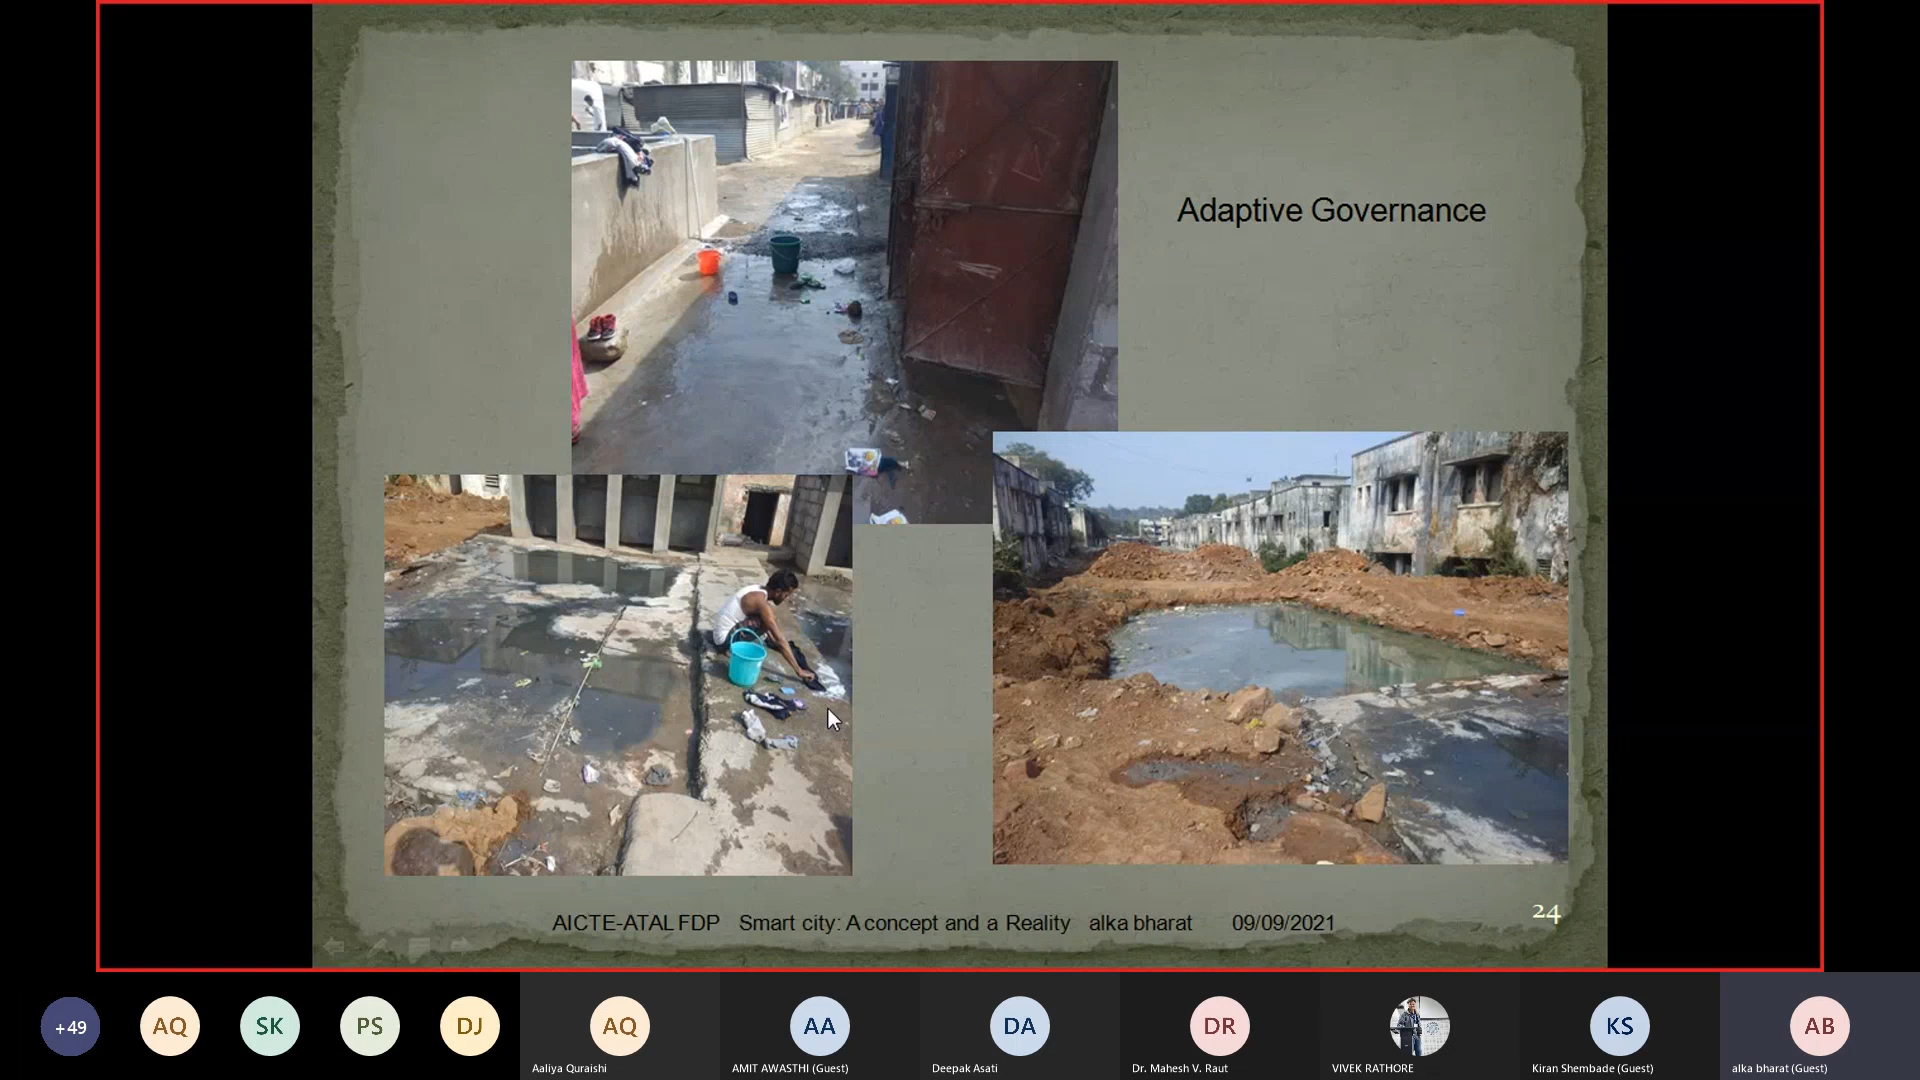 Adaptive Governance
AICTE-ATAL FDP Smart city: A concept and a Reality alka bharat 09/09/2021
24
+49
AQ
SK
PS
DJ
AQ
AA
DA
DR
KS
AB
Aaliya Quraishi
AMIT AWASTHI (Guest)
Deepak Asati
Dr. Mahesh V. Raut
VIVEK RATHORE
Kiran Shembade (Guest)
alka bharat (Guest)